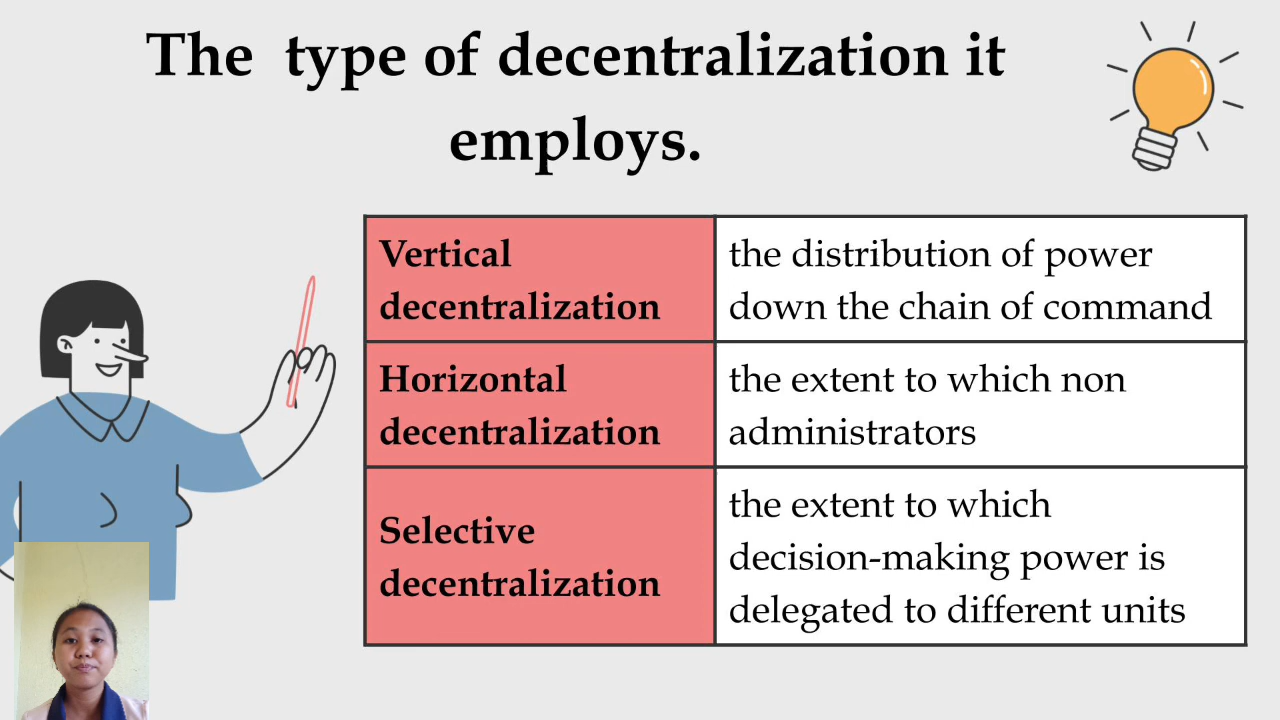 The type of decentralization it
employs.
Vertical
decentralization
the distribution of power
down the chain of command
Horizontal
decentralization
the extent to which non
administrators
Selective
decentralization
the extent to which
decision-making power is
delegated to different units